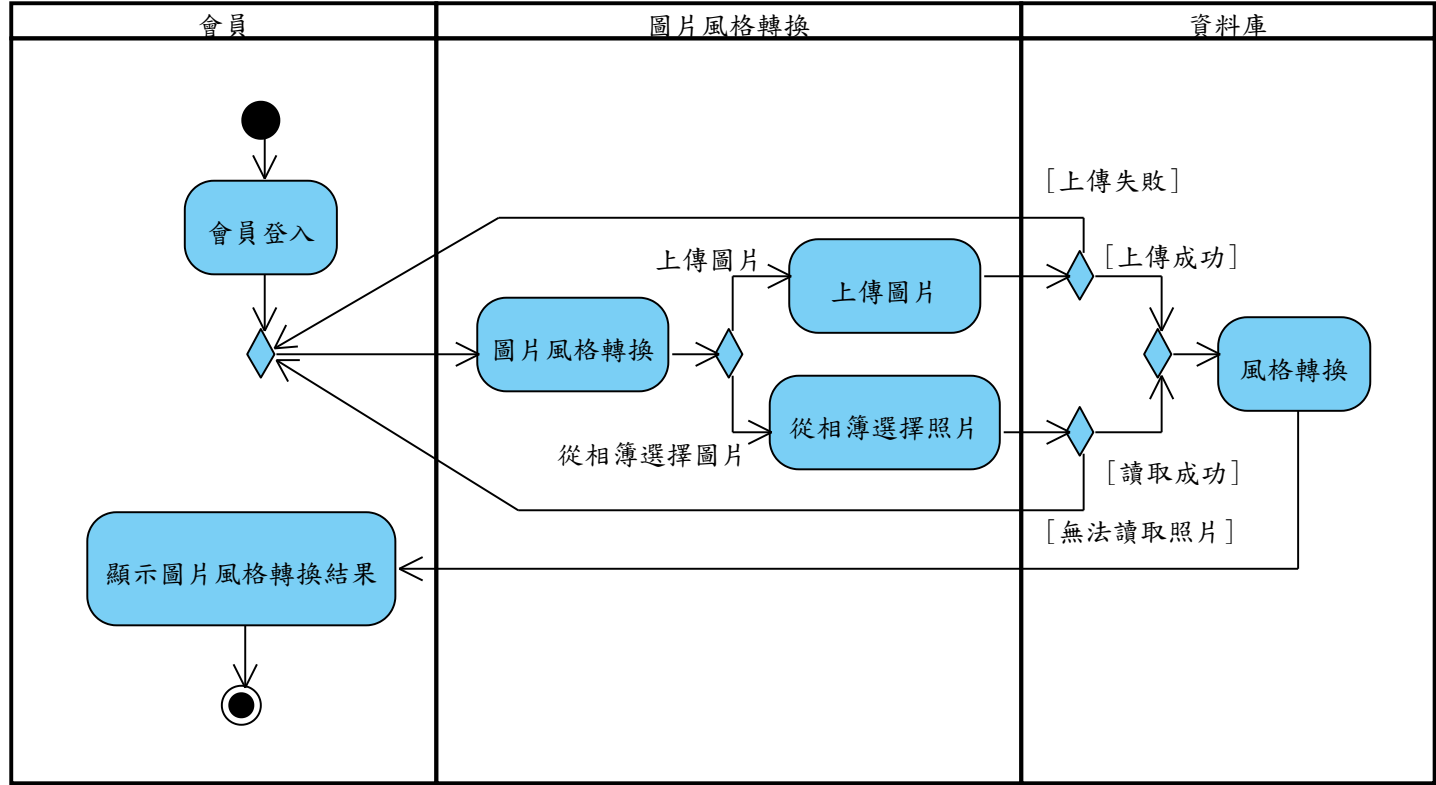 會員
圖片風格轉換
資料庫
[上傳失敗]
會員登入
上傳圖片
上傳圖片
[上傳成功]
圖片風格轉換
風格轉換
從相簿選擇圖片
從相簿選擇照片
[讀取成功]
[無法讀取照片]
顯示圖片風格轉換結果